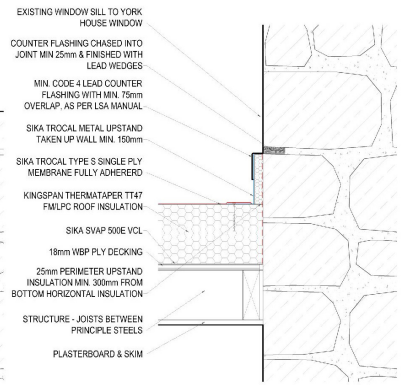 EXISTING WINDOW SILL TO YORK
HOUSE WINDOW
COUNTER FLASHING CHASED INTO
JOINT MIN 25mm & FINISHED WITH
LEAD WEDGES
MIN. CODE 4 LEAD COUNTER
FLASHING WITH MIN. 75mm
OVERLAP. AS PER LSA MANUAL
SIKA TROCAL METAL UPSTAND
TAKEN UP WALL MIN. 150mm
SIKA TROCAL TYPE S SINGLE PLY
MEMBRANE FULLY ADHERERD
KINGSPAN THERMATAPER TT47
FM/LPC ROOF INSULATION
SIKA SVAP 500E VCL
18mm WBP PLY DECKING
25mm PERIMETER UPSTAND
INSULATION MIN. 300mm FROM
BOTTOM HORIZONTAL INSULATION
STRUCTURE - JOISTS BETWEEN
PRINCIPLE STEELS
PLASTERBOARD & SKIM